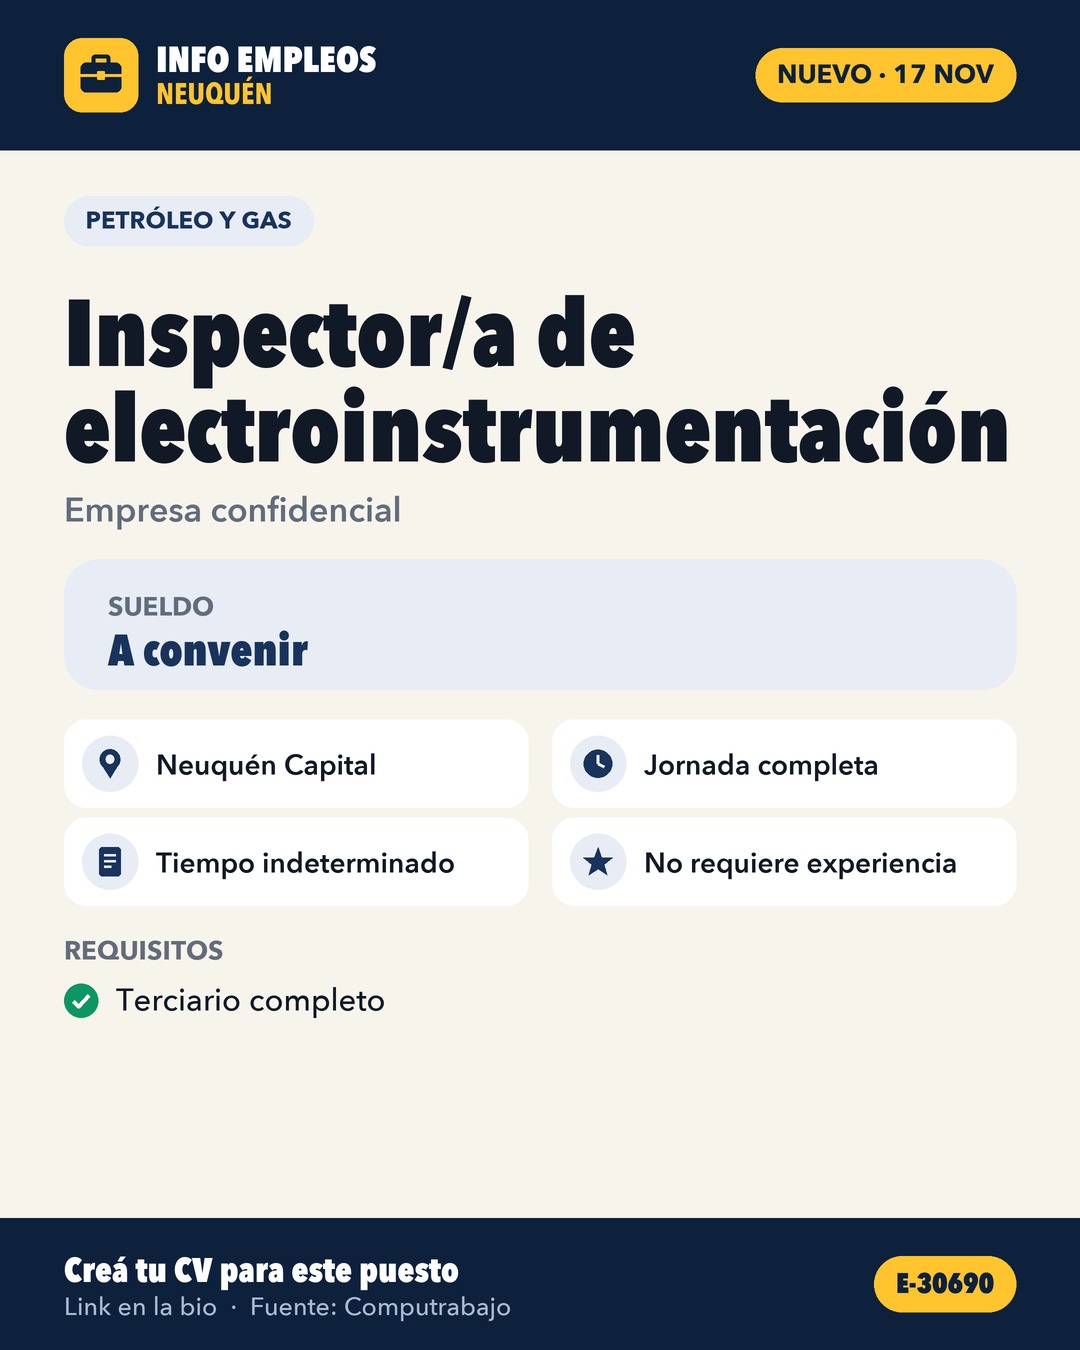 INFO EMPLEOS
NEUQUÉN
NUEVO · 17 NOV
PETRÓLEO Y GAS
Inspector/a de
electroinstrumentación
Empresa confidencial
SUELDO
A convenir
Neuquén Capital
Jornada completa
Tiempo indeterminado
No requiere experiencia
REQUISITOS
Terciario completo
Creá tu CV para este puesto
Link en la bio · Fuente: Computrabajo
E-30690